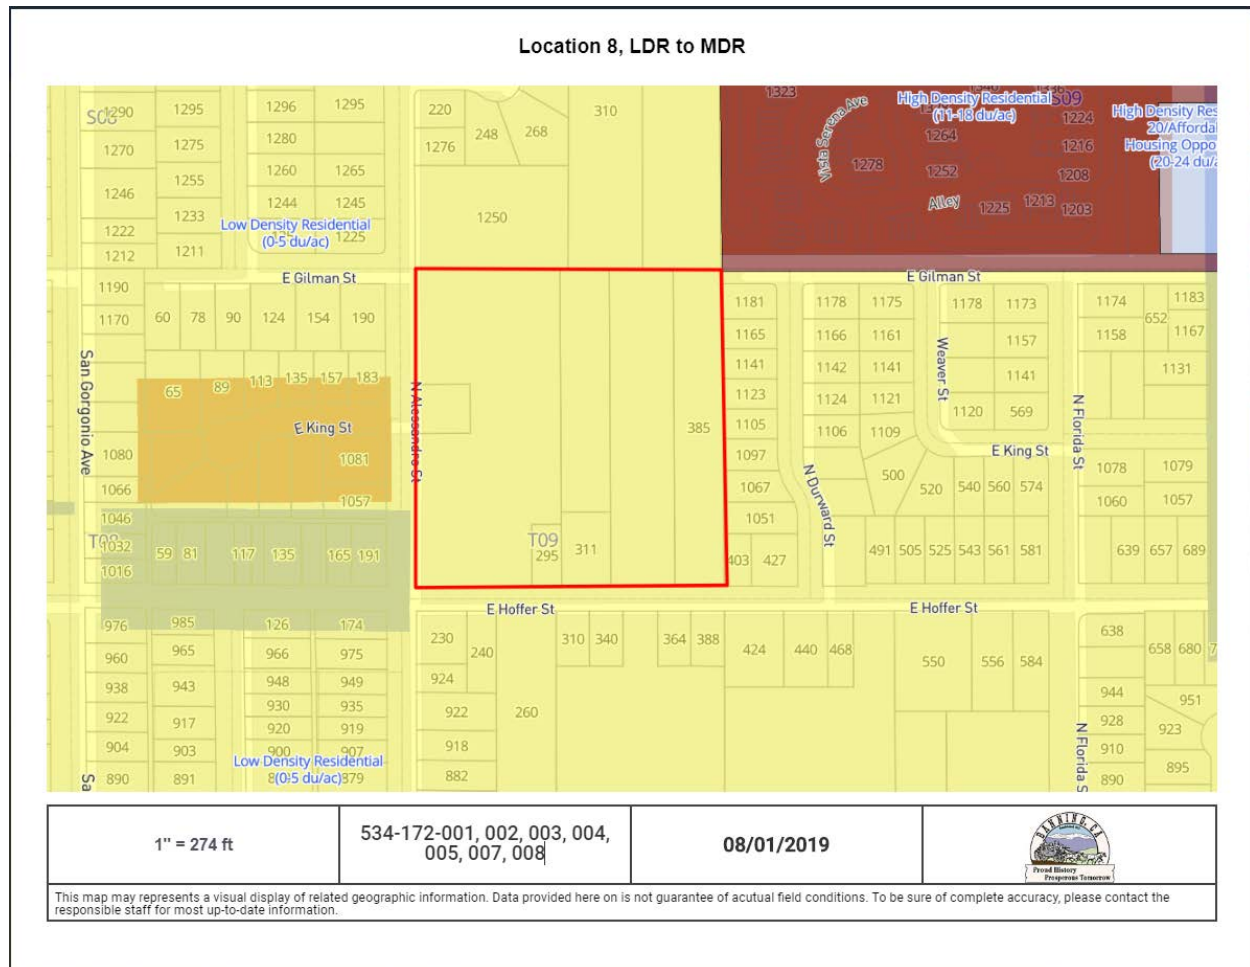 Location 8, LDR to MDR
1290 1295 1296 1295 220 310 1323
S08
High Density Residential
(11-18 du/ac)
S09
High Density Res
20/Afforda
Housing Oppo
(20-24 du/a
Vista Serena Ave
1224
1270 1275 1280 1276 248 268 1264 1216
1255 1260 1265 1278 1252 1208
1246 1244 1245 Alley 1225 1213 1203
1222 1233 1250
Low Density Residential
(0-5 du/ac)
1225
1212 1211
E Gilman St E Gilman St
1190 1181 1178 1175 1178 1173 1174 1183
1170 60 78 90 124 154 190 652
1165 1166 1161 1157 1158 1167
San Gorgonio Ave
N Alessandro St
Weaver St
N Florida St
65 89 113 135 157 183 1141 1142 1141 1141 1131
1123 1124 1121 1120 569
E King St 385 1105 1106 1109 E King St
1080 1081 1097 1078 1079
1066 1057 1067 500 520 540 560 574 1060 1057
N Durward St
1046 1051
T09
1032 59 81 117 135 165 191 295 311 403 427 491 505 525 543 561 581 639 657 689
1016
E Hoffer St E Hoffer St
976 985 126 174 230 240 310 340 364 388 424 440 468 550 556 584 638
960 965 966 975 658 680 7
938 943 948 949 924 944 951
922 917 930 935 922 260 928 923
904 903 920 919 918 910
900 907
Low Density Residential
(0-5 du/ac)
890 891 879 882 890 895
Sa
N Florida S
1" = 274 ft
534-172-001, 002, 003, 004,
005, 007, 008
08/01/2019
BANNING, CA
Proud History
Prosperous Tomorrow
This map may represents a visual display of related geographic information. Data provided here on is not guarantee of acutual field conditions. To be sure of complete accuracy, please contact the
responsible staff for most up-to-date information.